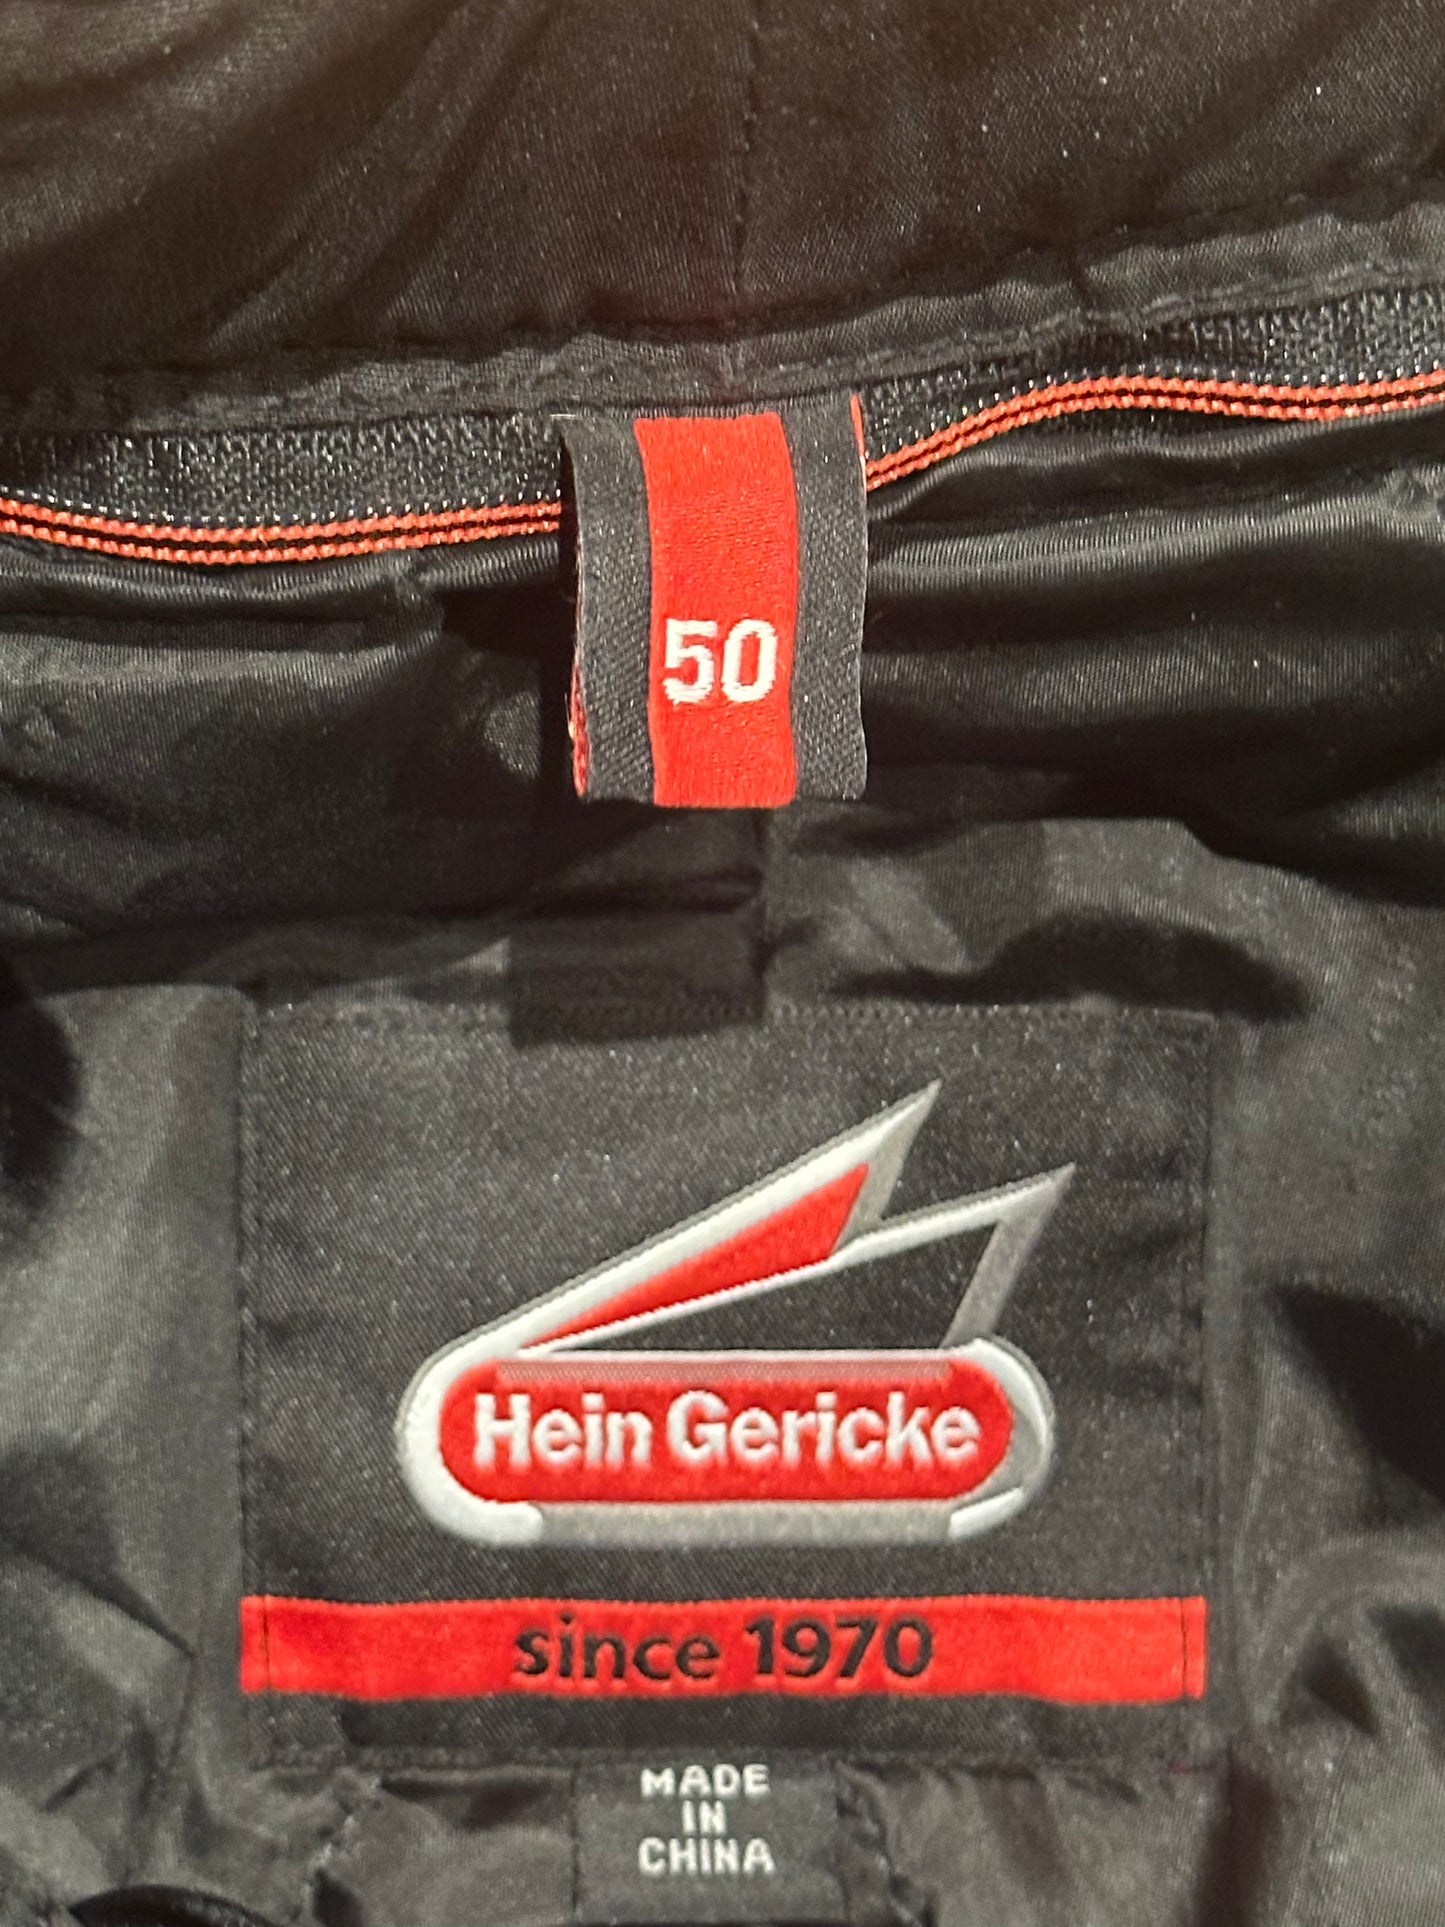 50
Hein Gericke
since 1970
MADE
IN
CHINA